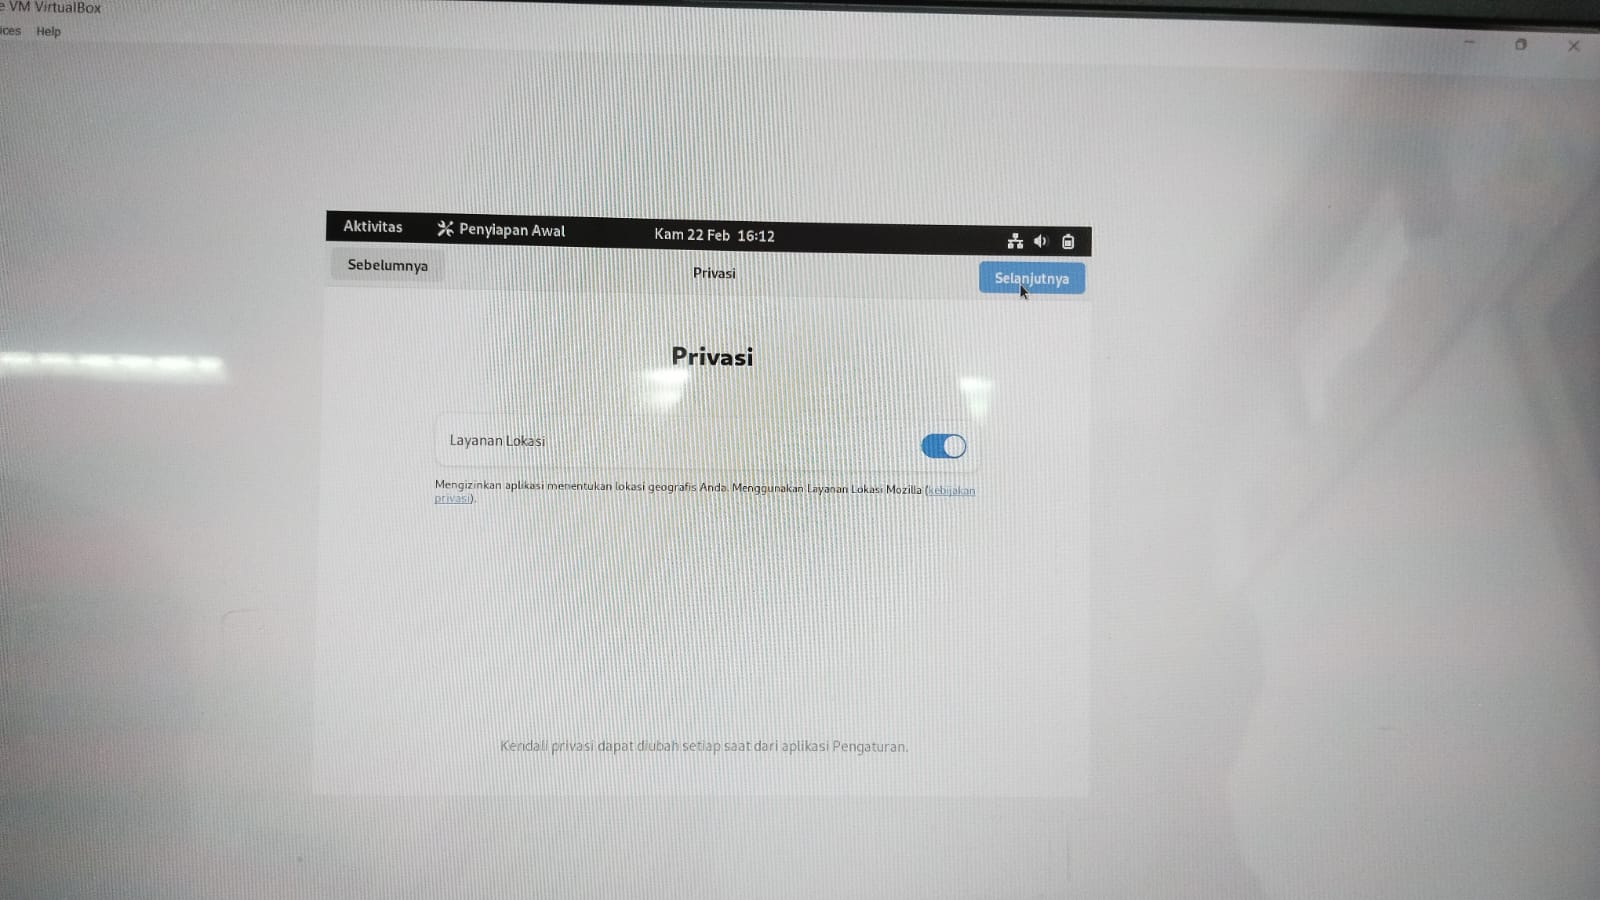 VM VirtualBox
Help
Aktivitas Penyiapan Awal Kam 22 Feb 16:12
Sebelumnya Privasi Selanjutnya
Privasi
Layanan Lokasi
Mengizinkan aplikasi menentukan lokasi geografis Anda. Menggunakan Layanan Lokasi Mozilla (kebijakan
privasi).
Kendali privasi dapat diubah setiap saat dari aplikasi Pengaturan.